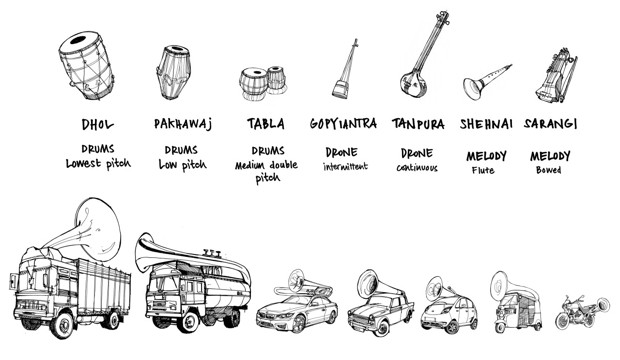 DHOL
DRUMS
Lowest pitch
PAKHAWAJ
DRUMS
Low pitch
TABLA
DRUMS
Medium double
pitch
GOPYIANTRA
DRONE
intermittent
TANPURA
DRONE
continuous
SHEHNAI
MELODY
Flute
SARANGI
MELODY
Bowed